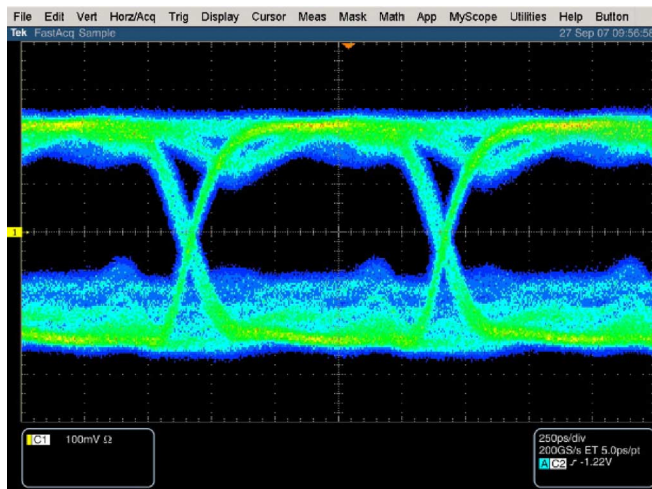 File Edit Vert Horz/Acq Trig Display Cursor Meas Mask Math App MyScope Utilities Help Button
Tek FastAcq Sample 27 Sep 07 09:56:58
1
C1 100mV Ω
250ps/div
200GS/s ET 5.0ps/pt
A C2 ƒ -1.22V